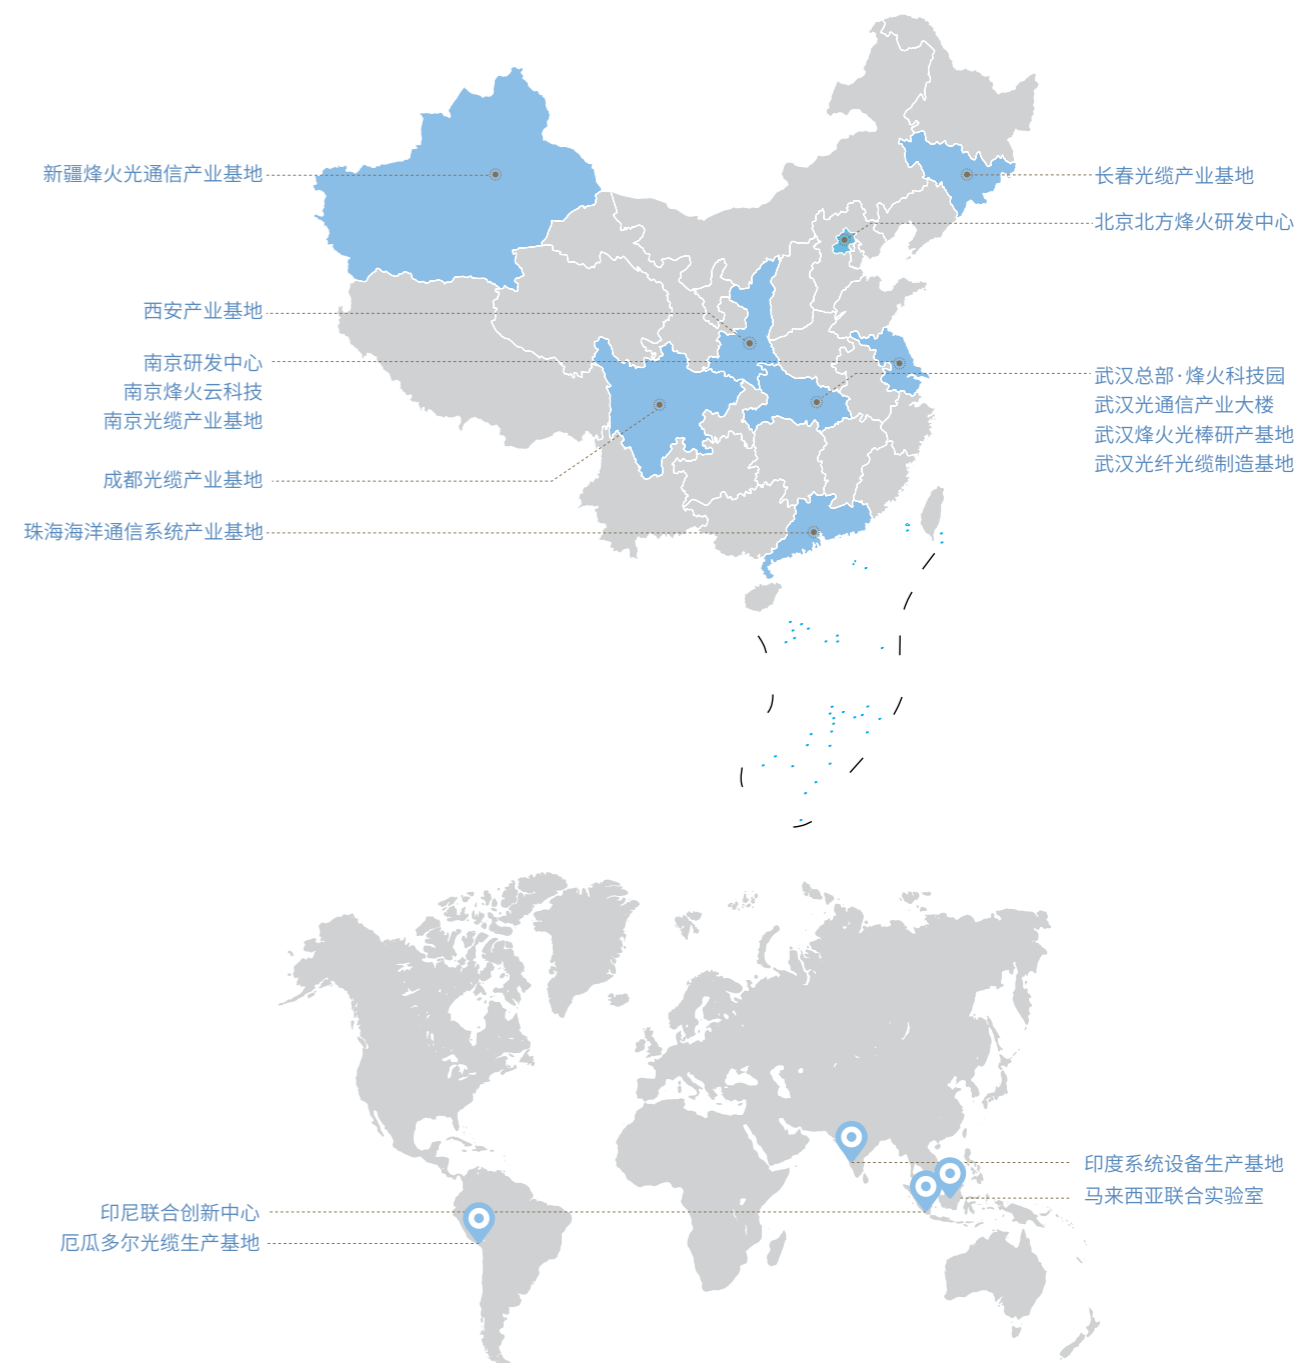 新疆烽火光通信产业基地
长春光缆产业基地
北京北方烽火研发中心
西安产业基地
南京研发中心
南京烽火云科技
南京光缆产业基地
武汉总部·烽火科技园
武汉光通信产业大楼
武汉烽火光棒研产基地
武汉光纤光缆制造基地
成都光缆产业基地
珠海海洋通信系统产业基地
印度系统设备生产基地
马来西亚联合实验室
印尼联合创新中心
厄瓜多尔光缆生产基地